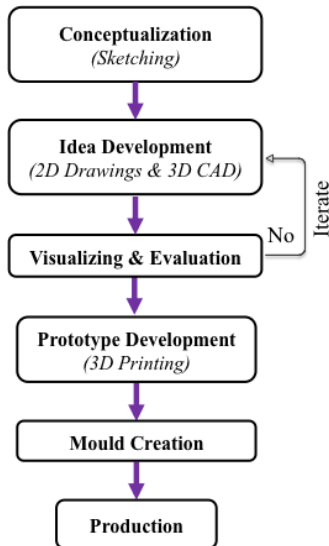 Conceptualization
(Sketching)
Idea Development
(2D Drawings & 3D CAD)
No
Iterate
Visualizing & Evaluation
Prototype Development
(3D Printing)
Mould Creation
Production